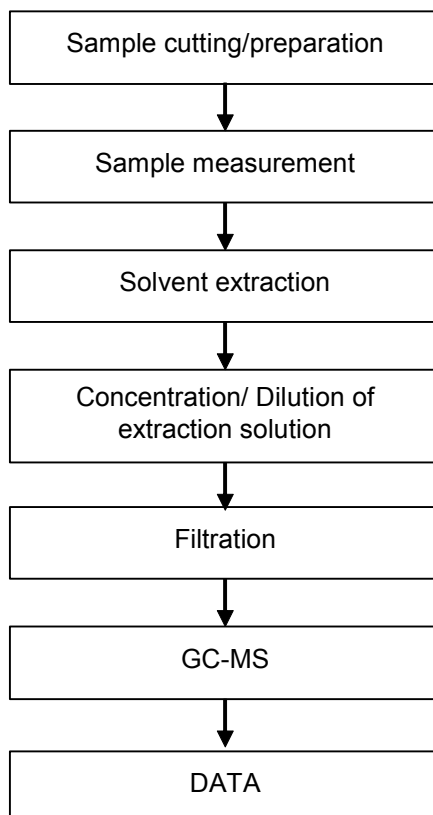 Sample cutting/preparation
Sample measurement
Solvent extraction
Concentration/ Dilution of
extraction solution
Filtration
GC-MS
DATA